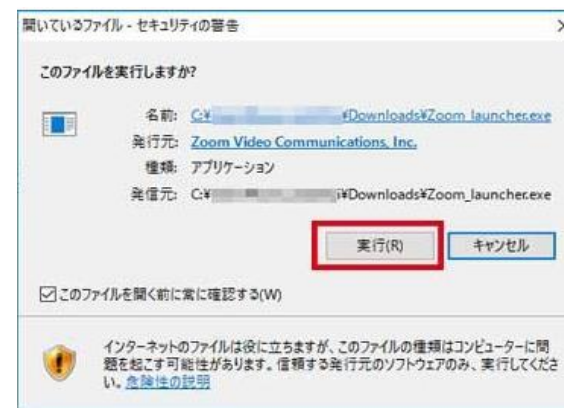 開いているファイル - セキュリティの警告
このファイルを実行しますか?
名前: C:¥ ¥Downloads¥Zoom_launcher.exe
発行元: Zoom Video Communications, Inc.
種類: アプリケーション
発信元: C:¥ i¥Downloads¥Zoom_launcher.exe
実行(R) キャンセル
このファイルを開く前に常に確認する(W)
インターネットのファイルは役に立ちますが、このファイルの種類はコンピューターに問
題を起こす可能性があります。信頼する発行元のソフトウェアのみ、実行してくださ
い。危険性の説明